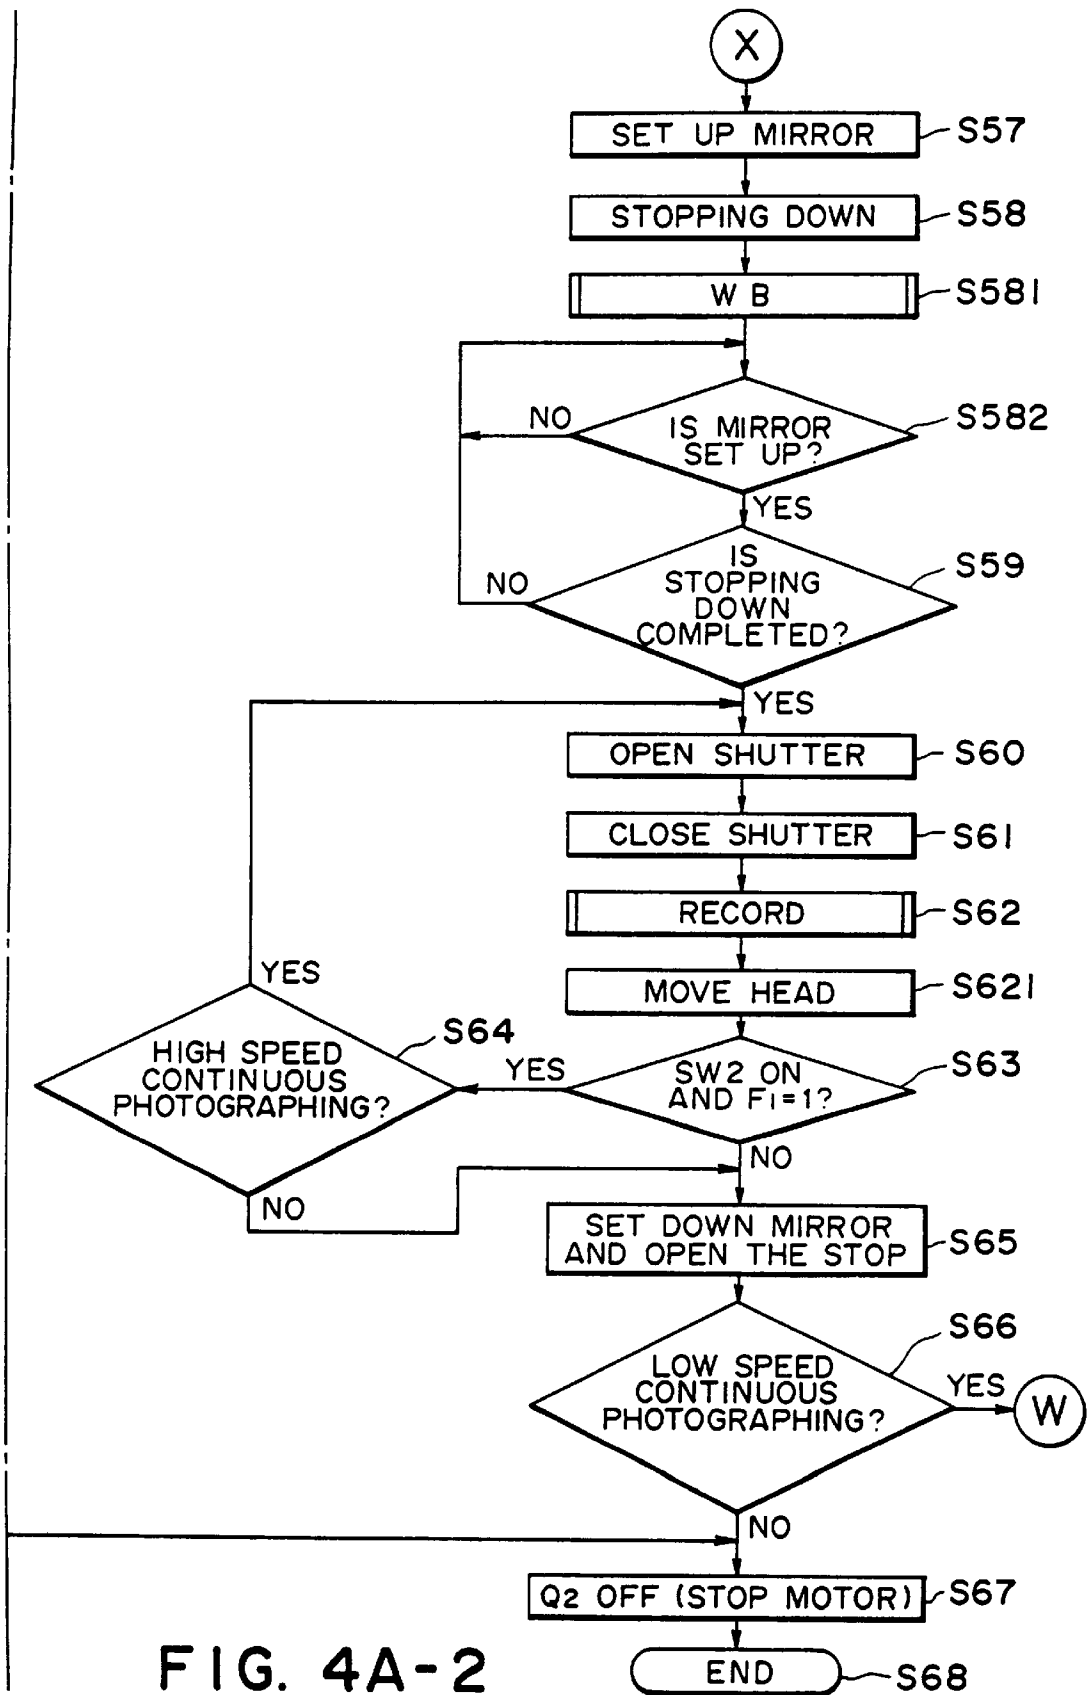 X
SET UP MIRROR
S57
STOPPING DOWN
S58
WB
S581
IS MIRROR
SET UP?
S582
NO
YES
IS
STOPPING
DOWN
COMPLETED?
S59
NO
YES
OPEN SHUTTER
S60
CLOSE SHUTTER
S61
RECORD
S62
MOVE HEAD
S621
SW2 ON
AND F1=1?
S63
YES
NO
HIGH SPEED
CONTINUOUS
PHOTOGRAPHING?
S64
YES
NO
SET DOWN MIRROR
AND OPEN THE STOP
S65
LOW SPEED
CONTINUOUS
PHOTOGRAPHING?
S66
YES
W
NO
Q2 OFF (STOP MOTOR)
S67
END
S68
FIG. 4A-2